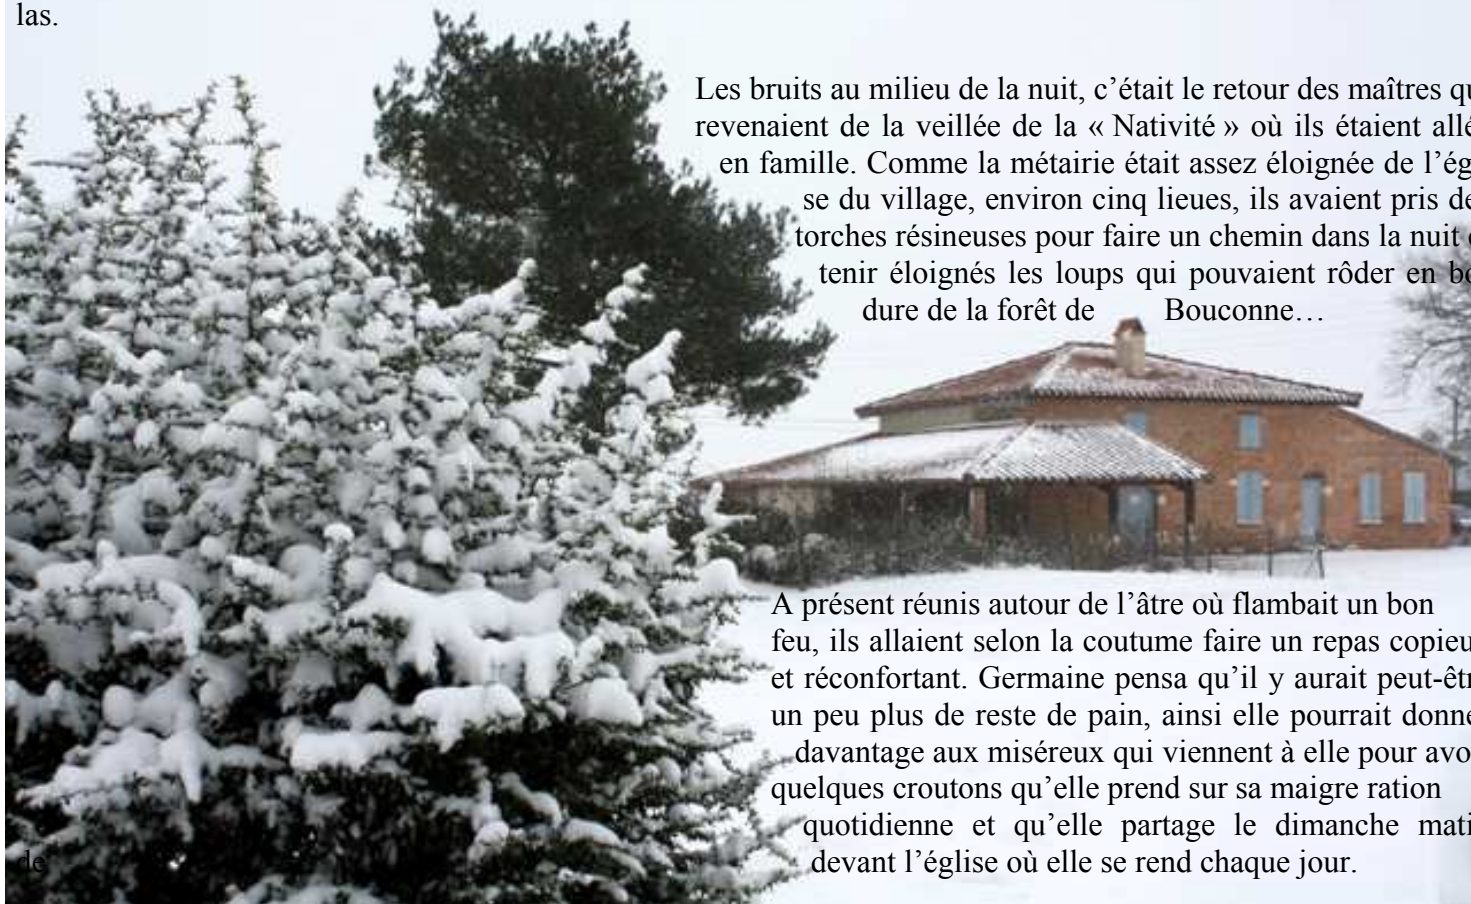 las.
Les bruits au milieu de la nuit, c’était le retour des maîtres qu
revenaient de la veillée de la « Nativité » où ils étaient allé
en famille. Comme la métairie était assez éloignée de l’ég
se du village, environ cinq lieues, ils avaient pris de
torches résineuses pour faire un chemin dans la nuit
tenir éloignés les loups qui pouvaient rôder en bo
dure de la forêt de Bouconne…
A présent réunis autour de l’âtre où flambait un bon
feu, ils allaient selon la coutume faire un repas copieu
et réconfortant. Germaine pensa qu’il y aurait peut-êtr
un peu plus de reste de pain, ainsi elle pourrait donne
davantage aux miséreux qui viennent à elle pour avo
quelques croutons qu’elle prend sur sa maigre ration
quotidienne et qu’elle partage le dimanche mati
de devant l’église où elle se rend chaque jour.